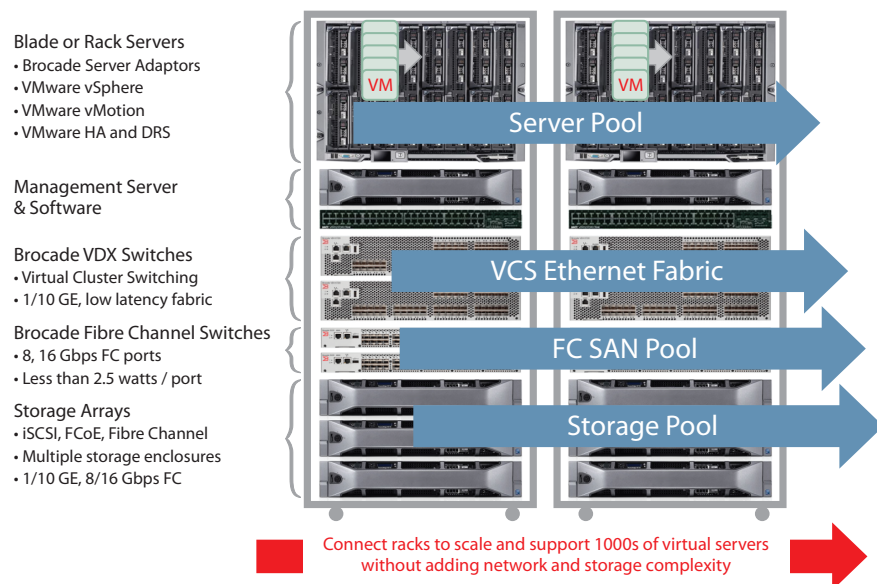 Blade or Rack Servers
• Brocade Server Adaptors
• VMware vSphere
• VMware vMotion
• VMware HA and DRS
Management Server
& Software
Brocade VDX Switches
• Virtual Cluster Switching
• 1/10 GE, low latency fabric
Brocade Fibre Channel Switches
• 8, 16 Gbps FC ports
• Less than 2.5 watts / port
Storage Arrays
• iSCSI, FCoE, Fibre Channel
• Multiple storage enclosures
• 1/10 GE, 8/16 Gbps FC
VM
VM
Server Pool
VCS Ethernet Fabric
FC SAN Pool
Storage Pool
Connect racks to scale and support 1000s of virtual servers
without adding network and storage complexity